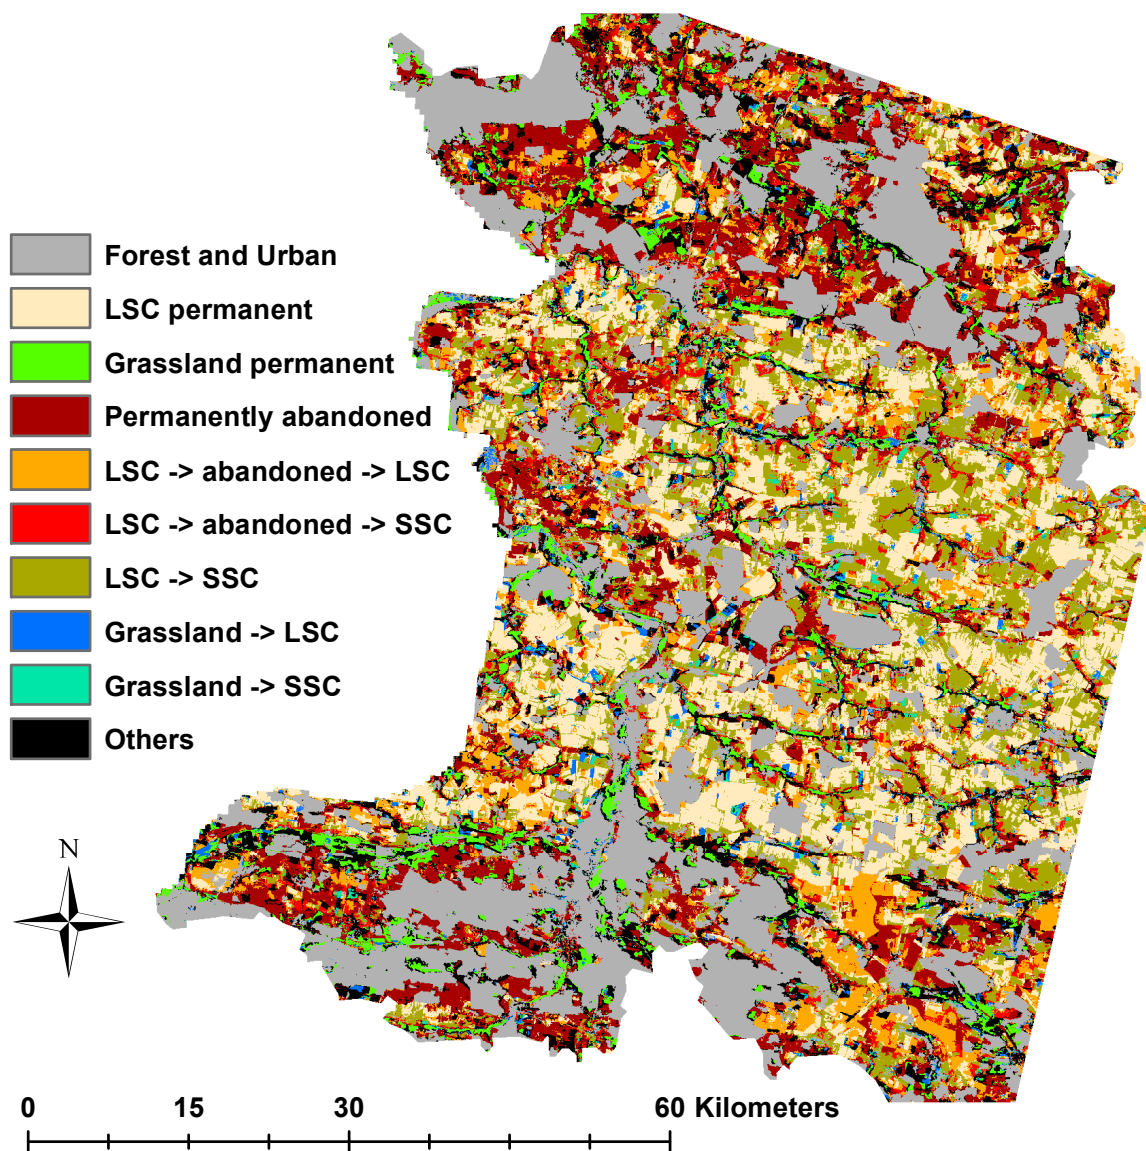 Forest and Urban
LSC permanent
Grassland permanent
Permanently abandoned
LSC -> abandoned -> LSC
LSC -> abandoned -> SSC
LSC -> SSC
Grassland -> LSC
Grassland -> SSC
Others
N
0 15 30 60 Kilometers